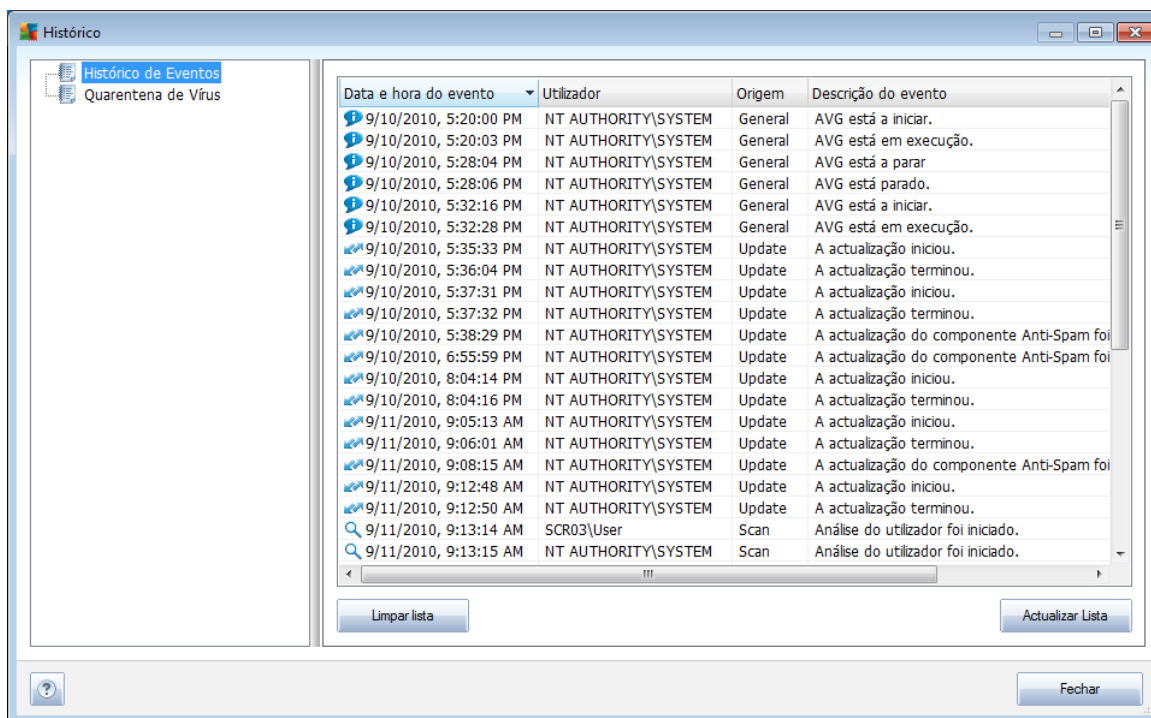 Histórico
Histórico de Eventos
Quarentena de Vírus
Data e hora do evento Utilizador Origem Descrição do evento
9/10/2010, 5:20:00 PM NT AUTHORITY\SYSTEM General AVG está a iniciar.
9/10/2010, 5:20:03 PM NT AUTHORITY\SYSTEM General AVG está em execução.
9/10/2010, 5:28:04 PM NT AUTHORITY\SYSTEM General AVG está a parar
9/10/2010, 5:28:06 PM NT AUTHORITY\SYSTEM General AVG está parado.
9/10/2010, 5:32:16 PM NT AUTHORITY\SYSTEM General AVG está a iniciar.
9/10/2010, 5:32:28 PM NT AUTHORITY\SYSTEM General AVG está em execução.
9/10/2010, 5:35:33 PM NT AUTHORITY\SYSTEM Update A actualização iniciou.
9/10/2010, 5:36:04 PM NT AUTHORITY\SYSTEM Update A actualização terminou.
9/10/2010, 5:37:31 PM NT AUTHORITY\SYSTEM Update A actualização iniciou.
9/10/2010, 5:37:32 PM NT AUTHORITY\SYSTEM Update A actualização terminou.
9/10/2010, 5:38:29 PM NT AUTHORITY\SYSTEM Update A actualização do componente Anti-Spam foi
9/10/2010, 6:55:59 PM NT AUTHORITY\SYSTEM Update A actualização do componente Anti-Spam foi
9/10/2010, 8:04:14 PM NT AUTHORITY\SYSTEM Update A actualização iniciou.
9/10/2010, 8:04:16 PM NT AUTHORITY\SYSTEM Update A actualização terminou.
9/11/2010, 9:05:13 AM NT AUTHORITY\SYSTEM Update A actualização iniciou.
9/11/2010, 9:06:01 AM NT AUTHORITY\SYSTEM Update A actualização terminou.
9/11/2010, 9:08:15 AM NT AUTHORITY\SYSTEM Update A actualização do componente Anti-Spam foi
9/11/2010, 9:12:48 AM NT AUTHORITY\SYSTEM Update A actualização iniciou.
9/11/2010, 9:12:50 AM NT AUTHORITY\SYSTEM Update A actualização terminou.
9/11/2010, 9:13:14 AM SCR03\User Scan Análise do utilizador foi iniciado.
9/11/2010, 9:13:15 AM NT AUTHORITY\SYSTEM Scan Análise do utilizador foi iniciado.
Limpar lista Actualizar Lista
? Fechar